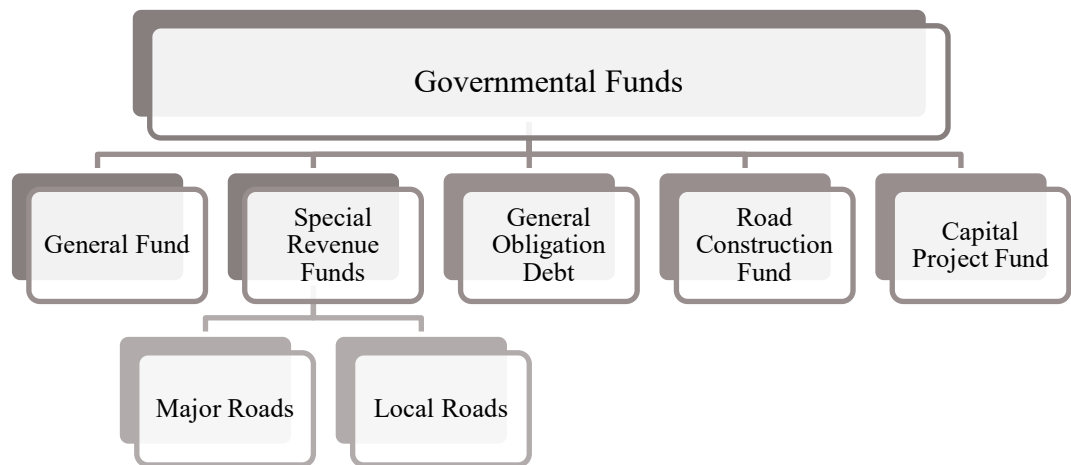 Governmental Funds
General Fund
Special
Revenue
Funds
General
Obligation
Debt
Road
Construction
Fund
Capital
Project Fund
Major Roads
Local Roads